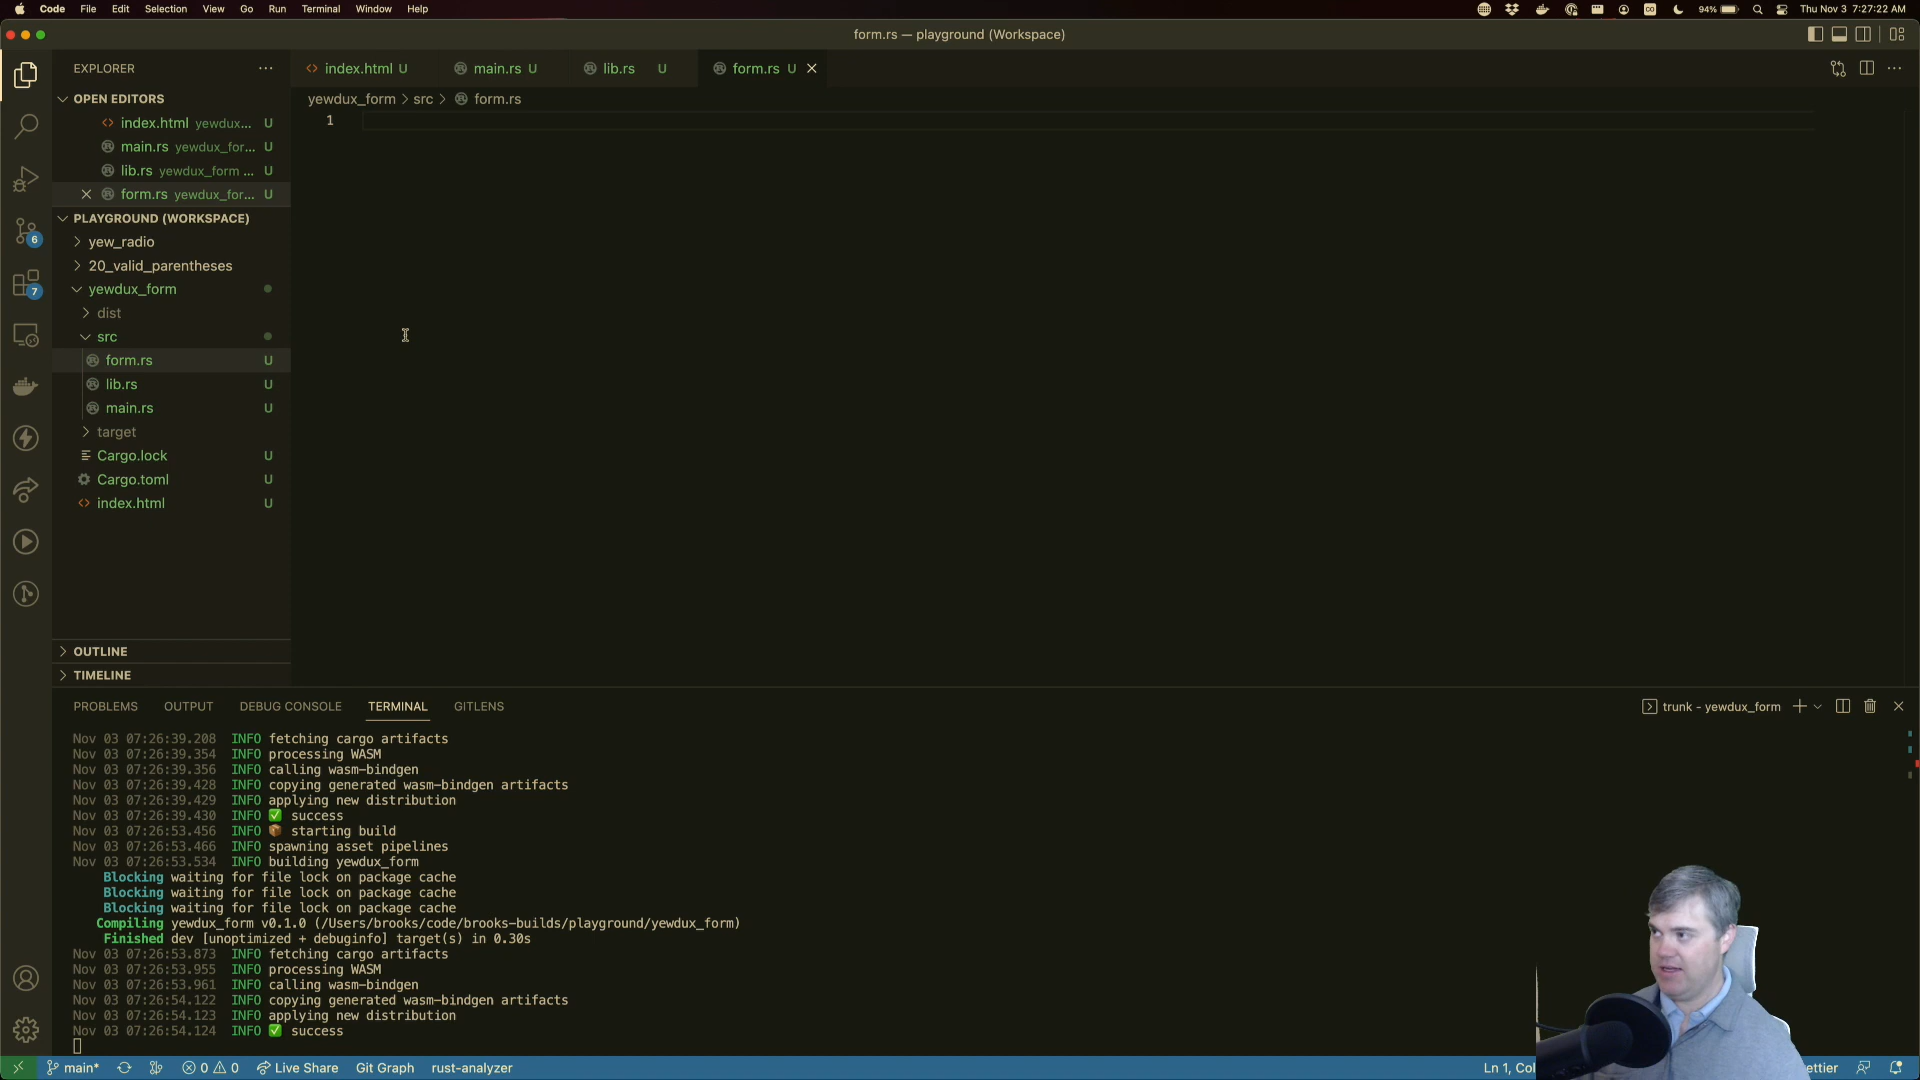 Code File Edit Selection View Go Run Terminal Window Help 94% Thu Nov 3 7:27:22 AM
form.rs — playground (Workspace)
EXPLORER
index.html U main.rs U lib.rs U form.rs U
OPEN EDITORS
yewdux_form > src > form.rs
index.html yewdux... U
1
main.rs yewdux_for... U
lib.rs yewdux_form ... U
form.rs yewdux_for... U
PLAYGROUND (WORKSPACE)
yew_radio
6
20_valid_parentheses
yewdux_form
7
dist
src
form.rs U
lib.rs U
main.rs U
target
Cargo.lock U
Cargo.toml U
index.html U
OUTLINE
TIMELINE
PROBLEMS OUTPUT DEBUG CONSOLE TERMINAL GITLENS trunk - yewdux_form
Nov 03 07:26:39.208 INFO fetching cargo artifacts
Nov 03 07:26:39.354 INFO processing WASM
Nov 03 07:26:39.356 INFO calling wasm-bindgen
Nov 03 07:26:39.428 INFO copying generated wasm-bindgen artifacts
Nov 03 07:26:39.429 INFO applying new distribution
Nov 03 07:26:39.430 INFO ✅ success
Nov 03 07:26:53.456 INFO 📦 starting build
Nov 03 07:26:53.466 INFO spawning asset pipelines
Nov 03 07:26:53.534 INFO building yewdux_form
Blocking waiting for file lock on package cache
Blocking waiting for file lock on package cache
Blocking waiting for file lock on package cache
Compiling yewdux_form v0.1.0 (/Users/brooks/code/brooks-builds/playground/yewdux_form)
Finished dev [unoptimized + debuginfo] target(s) in 0.30s
Nov 03 07:26:53.873 INFO fetching cargo artifacts
Nov 03 07:26:53.955 INFO processing WASM
Nov 03 07:26:53.961 INFO calling wasm-bindgen
Nov 03 07:26:54.122 INFO copying generated wasm-bindgen artifacts
Nov 03 07:26:54.123 INFO applying new distribution
Nov 03 07:26:54.124 INFO ✅ success
main* 0 0 Live Share Git Graph rust-analyzer Ln 1, Col ettier